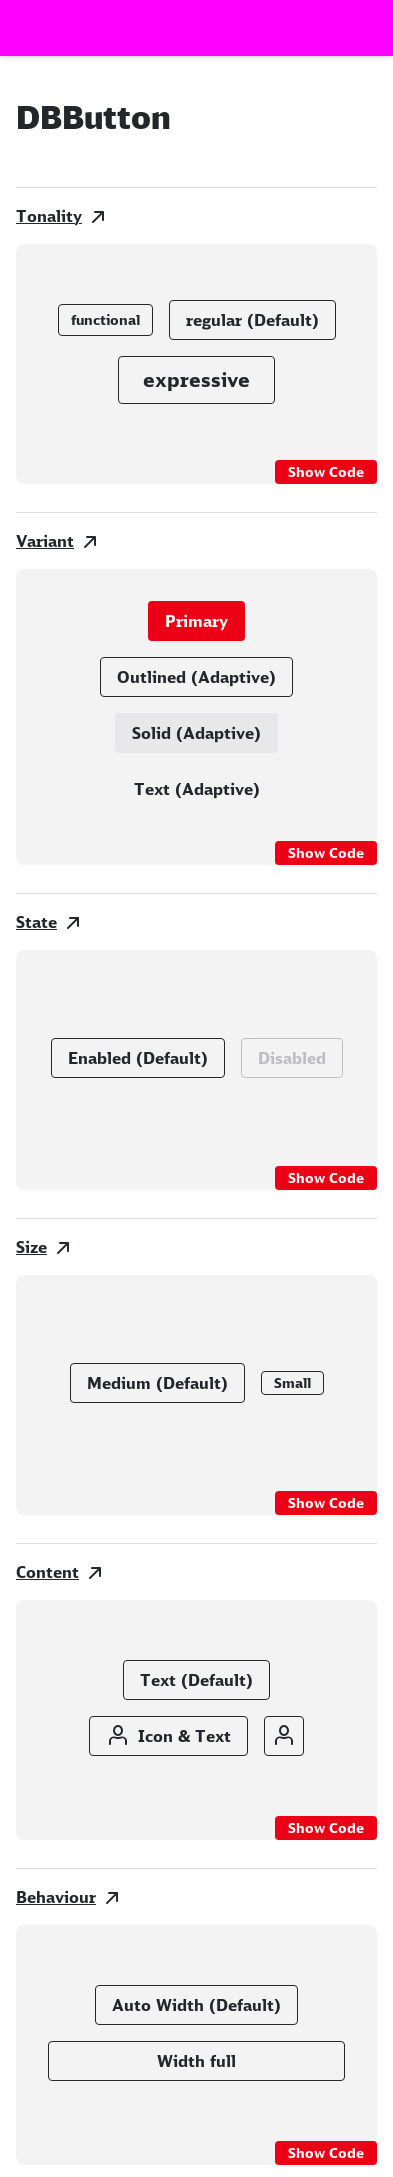 DBButton
Tonality
functional
regular (Default)
expressive
Show Code
Variant
Primary
Outlined (Adaptive)
Solid (Adaptive)
Text (Adaptive)
Show Code
State
Enabled (Default)
Disabled
Show Code
Size
Medium (Default)
Small
Show Code
Content
Text (Default)
Icon & Text
Show Code
Behaviour
Auto Width (Default)
Width full
Show Code